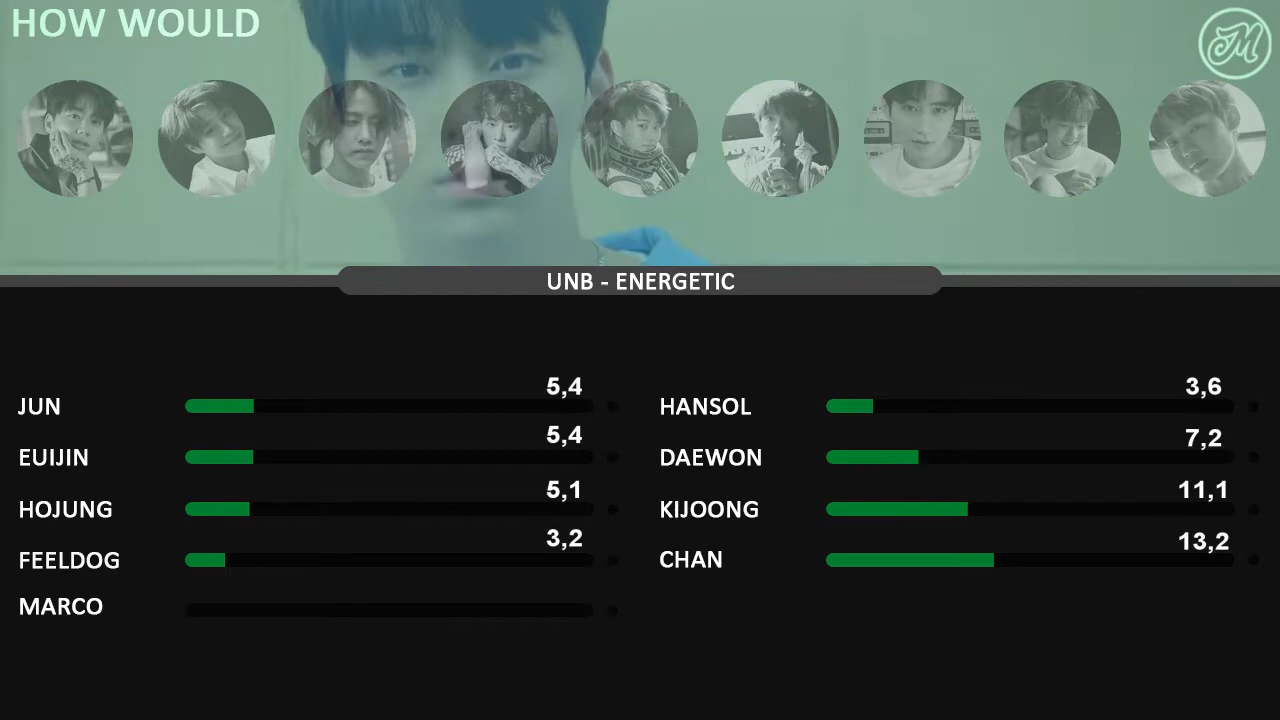 HOW WOULD
M
UNB - ENERGETIC
JUN 5,4
EUIJIN 5,4
HOJUNG 5,1
FEELDOG 3,2
MARCO
HANSOL 3,6
DAEWON 7,2
KIJOONG 11,1
CHAN 13,2